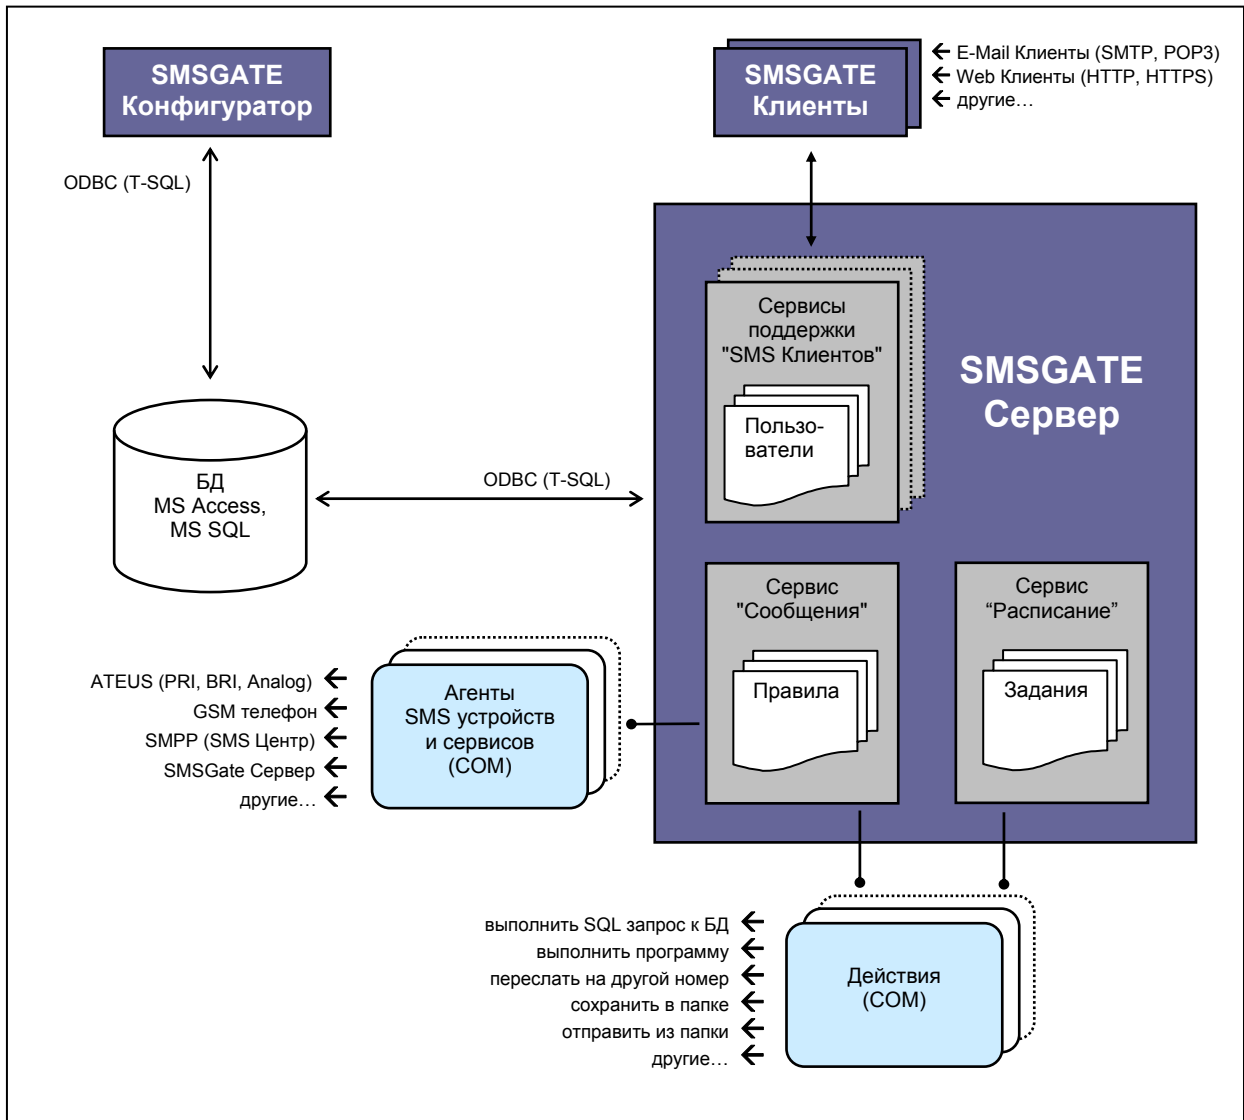 SMSGATE
Конфигуратор
SMSGATE
Клиенты
E-Mail Клиенты (SMTP, POP3)
Web Клиенты (HTTP, HTTPS)
другие…
ODBC (T-SQL)
Сервисы
поддержки
"SMS Клиентов"
Пользо-
ватели
SMSGATE
Сервер
БД
MS Access,
MS SQL
ODBC (T-SQL)
Сервис
"Сообщения"
Правила
Сервис
“Расписание”
Задания
ATEUS (PRI, BRI, Analog)
GSM телефон
SMPP (SMS Центр)
SMSGate Сервер
другие…
Агенты
SMS устройств
и сервисов
(COM)
выполнить SQL запрос к БД
выполнить программу
переслать на другой номер
сохранить в папке
отправить из папки
другие…
Действия
(COM)